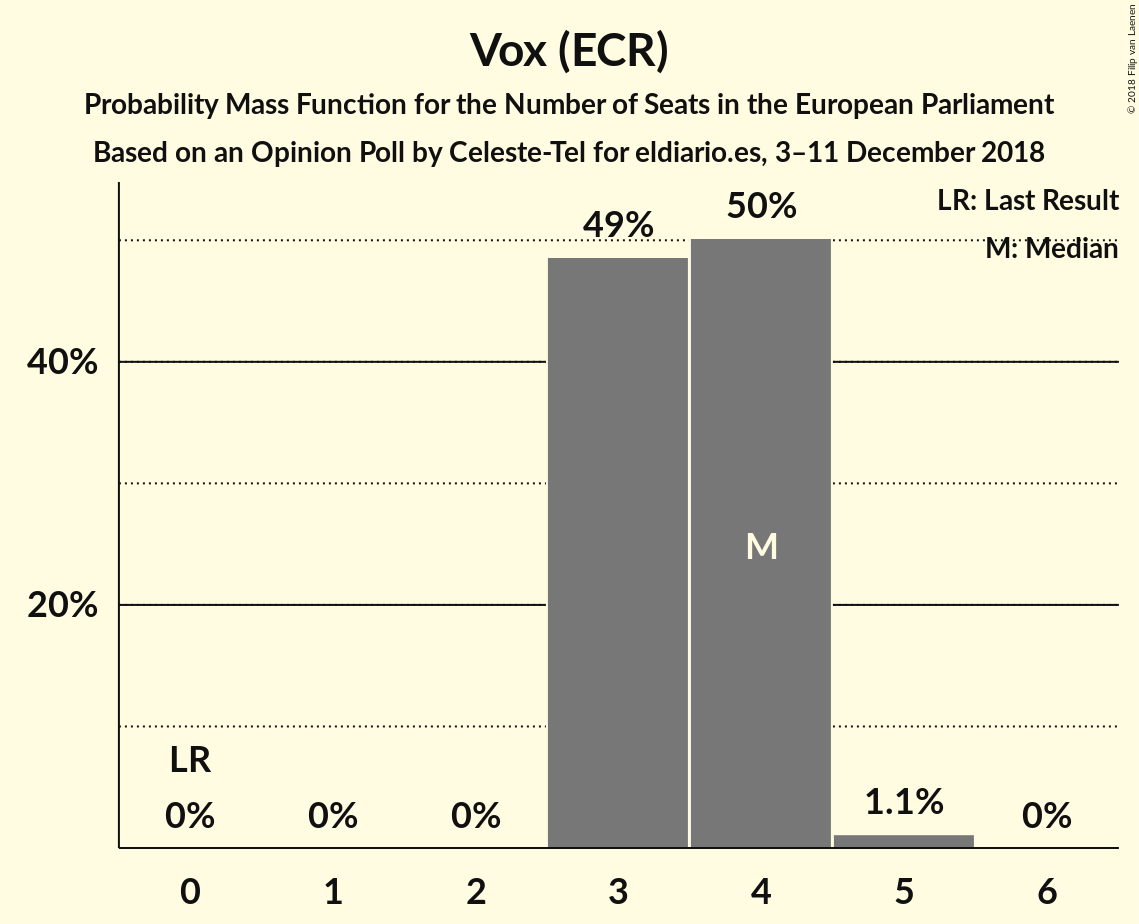 Vox (ECR)
Probability Mass Function for the Number of Seats in the European Parliament
Based on an Opinion Poll by Celeste-Tel for eldiario.es, 3–11 December 2018
© 2018 Filip van Laenen
LR: Last Result
M: Median
49%
50%
40%
20%
M
LR
0%
0%
0%
1.1%
0%
0 1 2 3 4 5 6